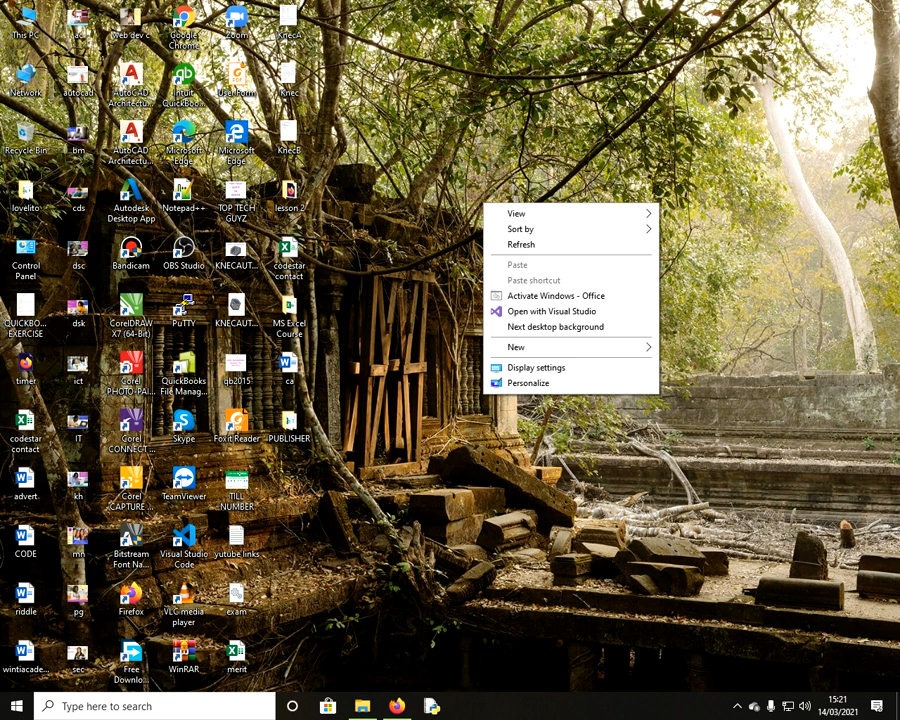 This PC
ac
web dev c
Google
Chrome
Zoom
KnecA
Network
autocad
AutoCAD
Architectu...
Intuit
QuickBoo...
User Form
Knec
Recycle Bin
bm
AutoCAD
Architectu...
Microsoft
Edge
Microsoft
Edge
KnecB
lovelito
cds
Autodesk
Desktop App
Notepad++
TOP TECH
GUYZ
lesson 2
Control
Panel
dsc
Bandicam
OBS Studio
KNECAUT...
codestar
contact
QUICKBO...
EXERCISE
dsk
CorelDRAW
X7 (64-Bit)
PuTTY
KNECAUT...
MS Excel
Course
timer
ict
Corel
PHOTO-PAI...
QuickBooks
File Manag...
qb2015
ca
codestar
contact
IT
Corel
CONNECT ...
Skype
Foxit Reader
PUBLISHER
advert
kh
Corel
CAPTURE ...
TeamViewer
TILL
NUMBER
CODE
mn
Bitstream
Font Na...
Visual Studio
Code
yutube links
riddle
pg
Firefox
VLC media
player
exam
wintiacade...
sec
Free
Downlo...
WinRAR
merit
View
Sort by
Refresh
Paste
Paste shortcut
Activate Windows - Office
Open with Visual Studio
Next desktop background
New
Display settings
Personalize
Type here to search
15:21
14/03/2021